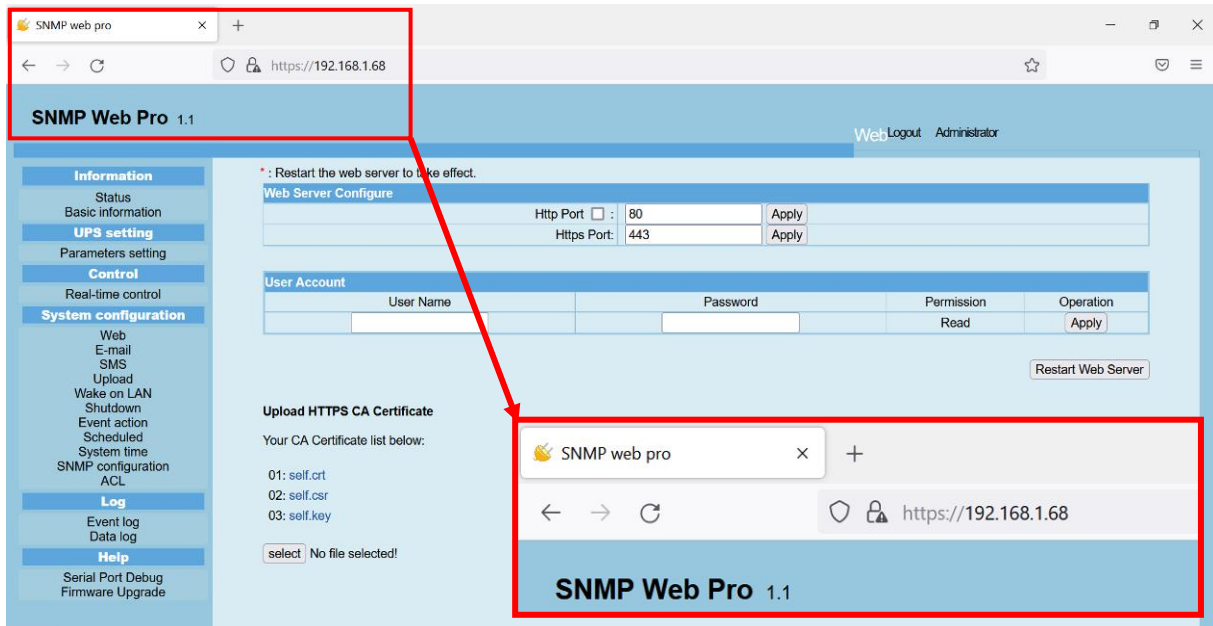 SNMP web pro
https://192.168.1.68
SNMP Web Pro 1.1
Web Logout Administrator
Information
Status
Basic information
UPS setting
Parameters setting
Control
Real-time control
System configuration
Web
E-mail
SMS
Upload
Wake on LAN
Shutdown
Event action
Scheduled
System time
SNMP configuration
ACL
Log
Event log
Data log
Help
Serial Port Debug
Firmware Upgrade
* : Restart the web server to take effect.
Web Server Configure
Http Port : 80 Apply
Https Port: 443 Apply
User Account
User Name Password Permission Operation
Read Apply
Restart Web Server
Upload HTTPS CA Certificate
Your CA Certificate list below:
01: self.crt
02: self.csr
03: self.key
select No file selected!
SNMP web pro
https://192.168.1.68
SNMP Web Pro 1.1